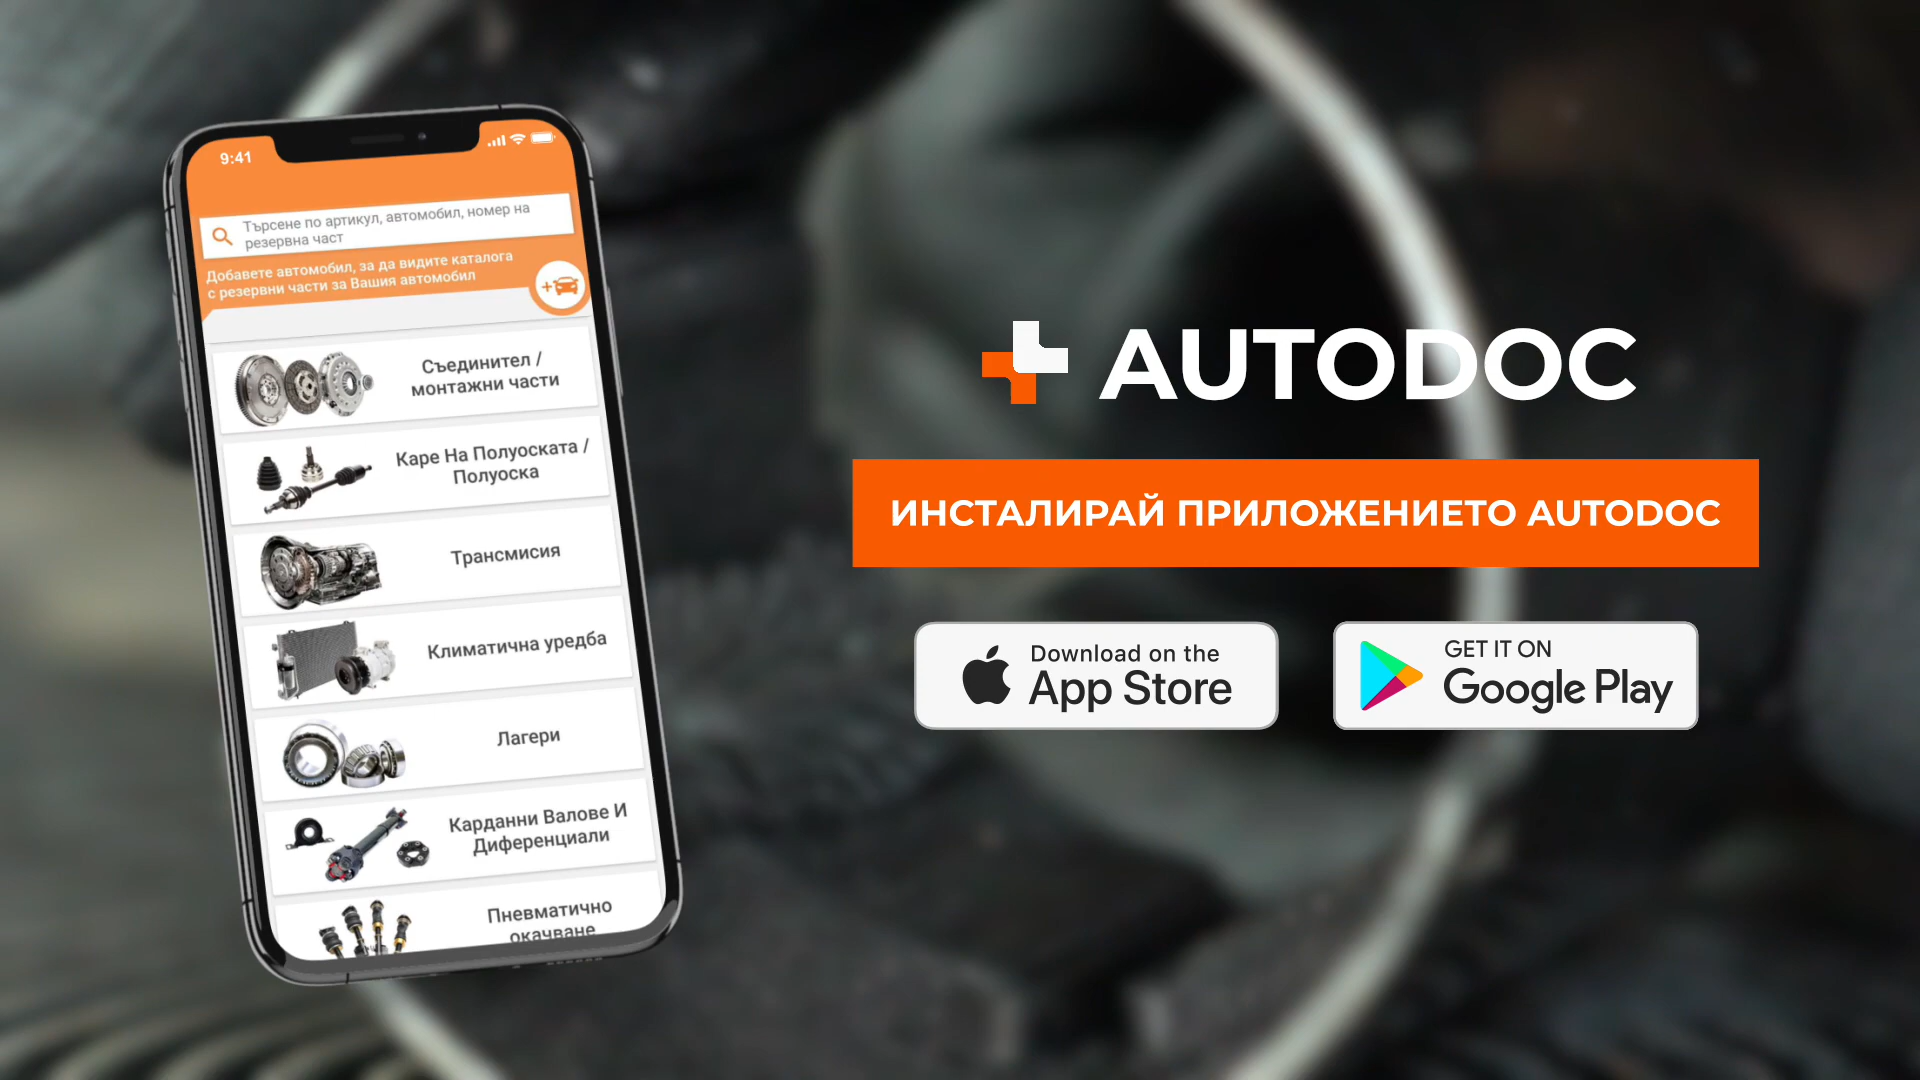 9:41
Търсене по артикул, автомобил, номер на
резервна част
Добавете автомобил, за да видите каталога
с резервни части за Вашия автомобил
Съединител /
монтажни части
Каре На Полуоската /
Полуоска
Трансмисия
Климатична уредба
Лагери
Карданни Валове И
Диференциали
Пневматично
окачване
AUTODOC
ИНСТАЛИРАЙ ПРИЛОЖЕНИЕТО AUTODOC
Download on the
App Store
GET IT ON
Google Play